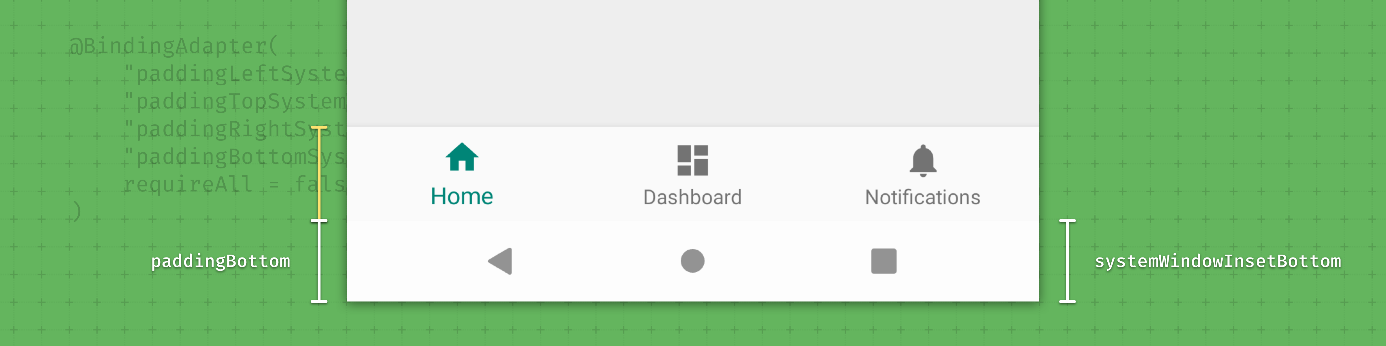 @BindingAdapter(
"paddingLeftSyste
"paddingTopSystem
"paddingRightSyst
"paddingBottomSys
requireAll = fals
)
Home
Dashboard
Notifications
paddingBottom
systemWindowInsetBottom